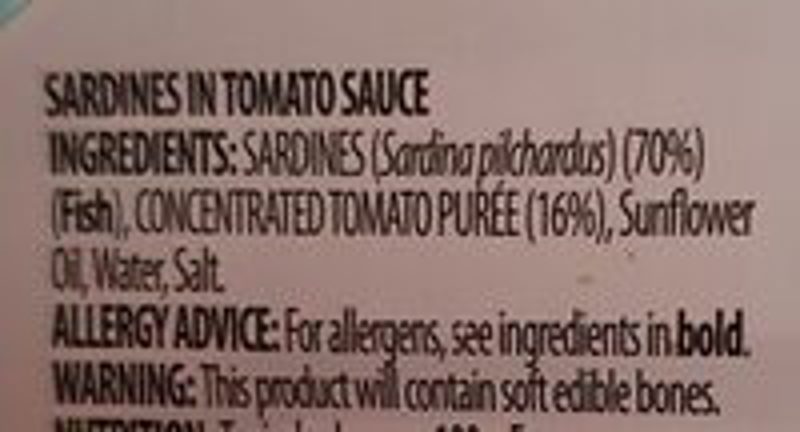 SARDINES IN TOMATO SAUCE
INGREDIENTS: SARDINES (Sardina pilchardus) (70%)
(Fish), CONCENTRATED TOMATO PURÉE (16%), Sunflower
Oil, Water, Salt.
ALLERGY ADVICE: For allergens, see ingredients in bold.
WARNING: This product will contain soft edible bones.
NUTRITION: